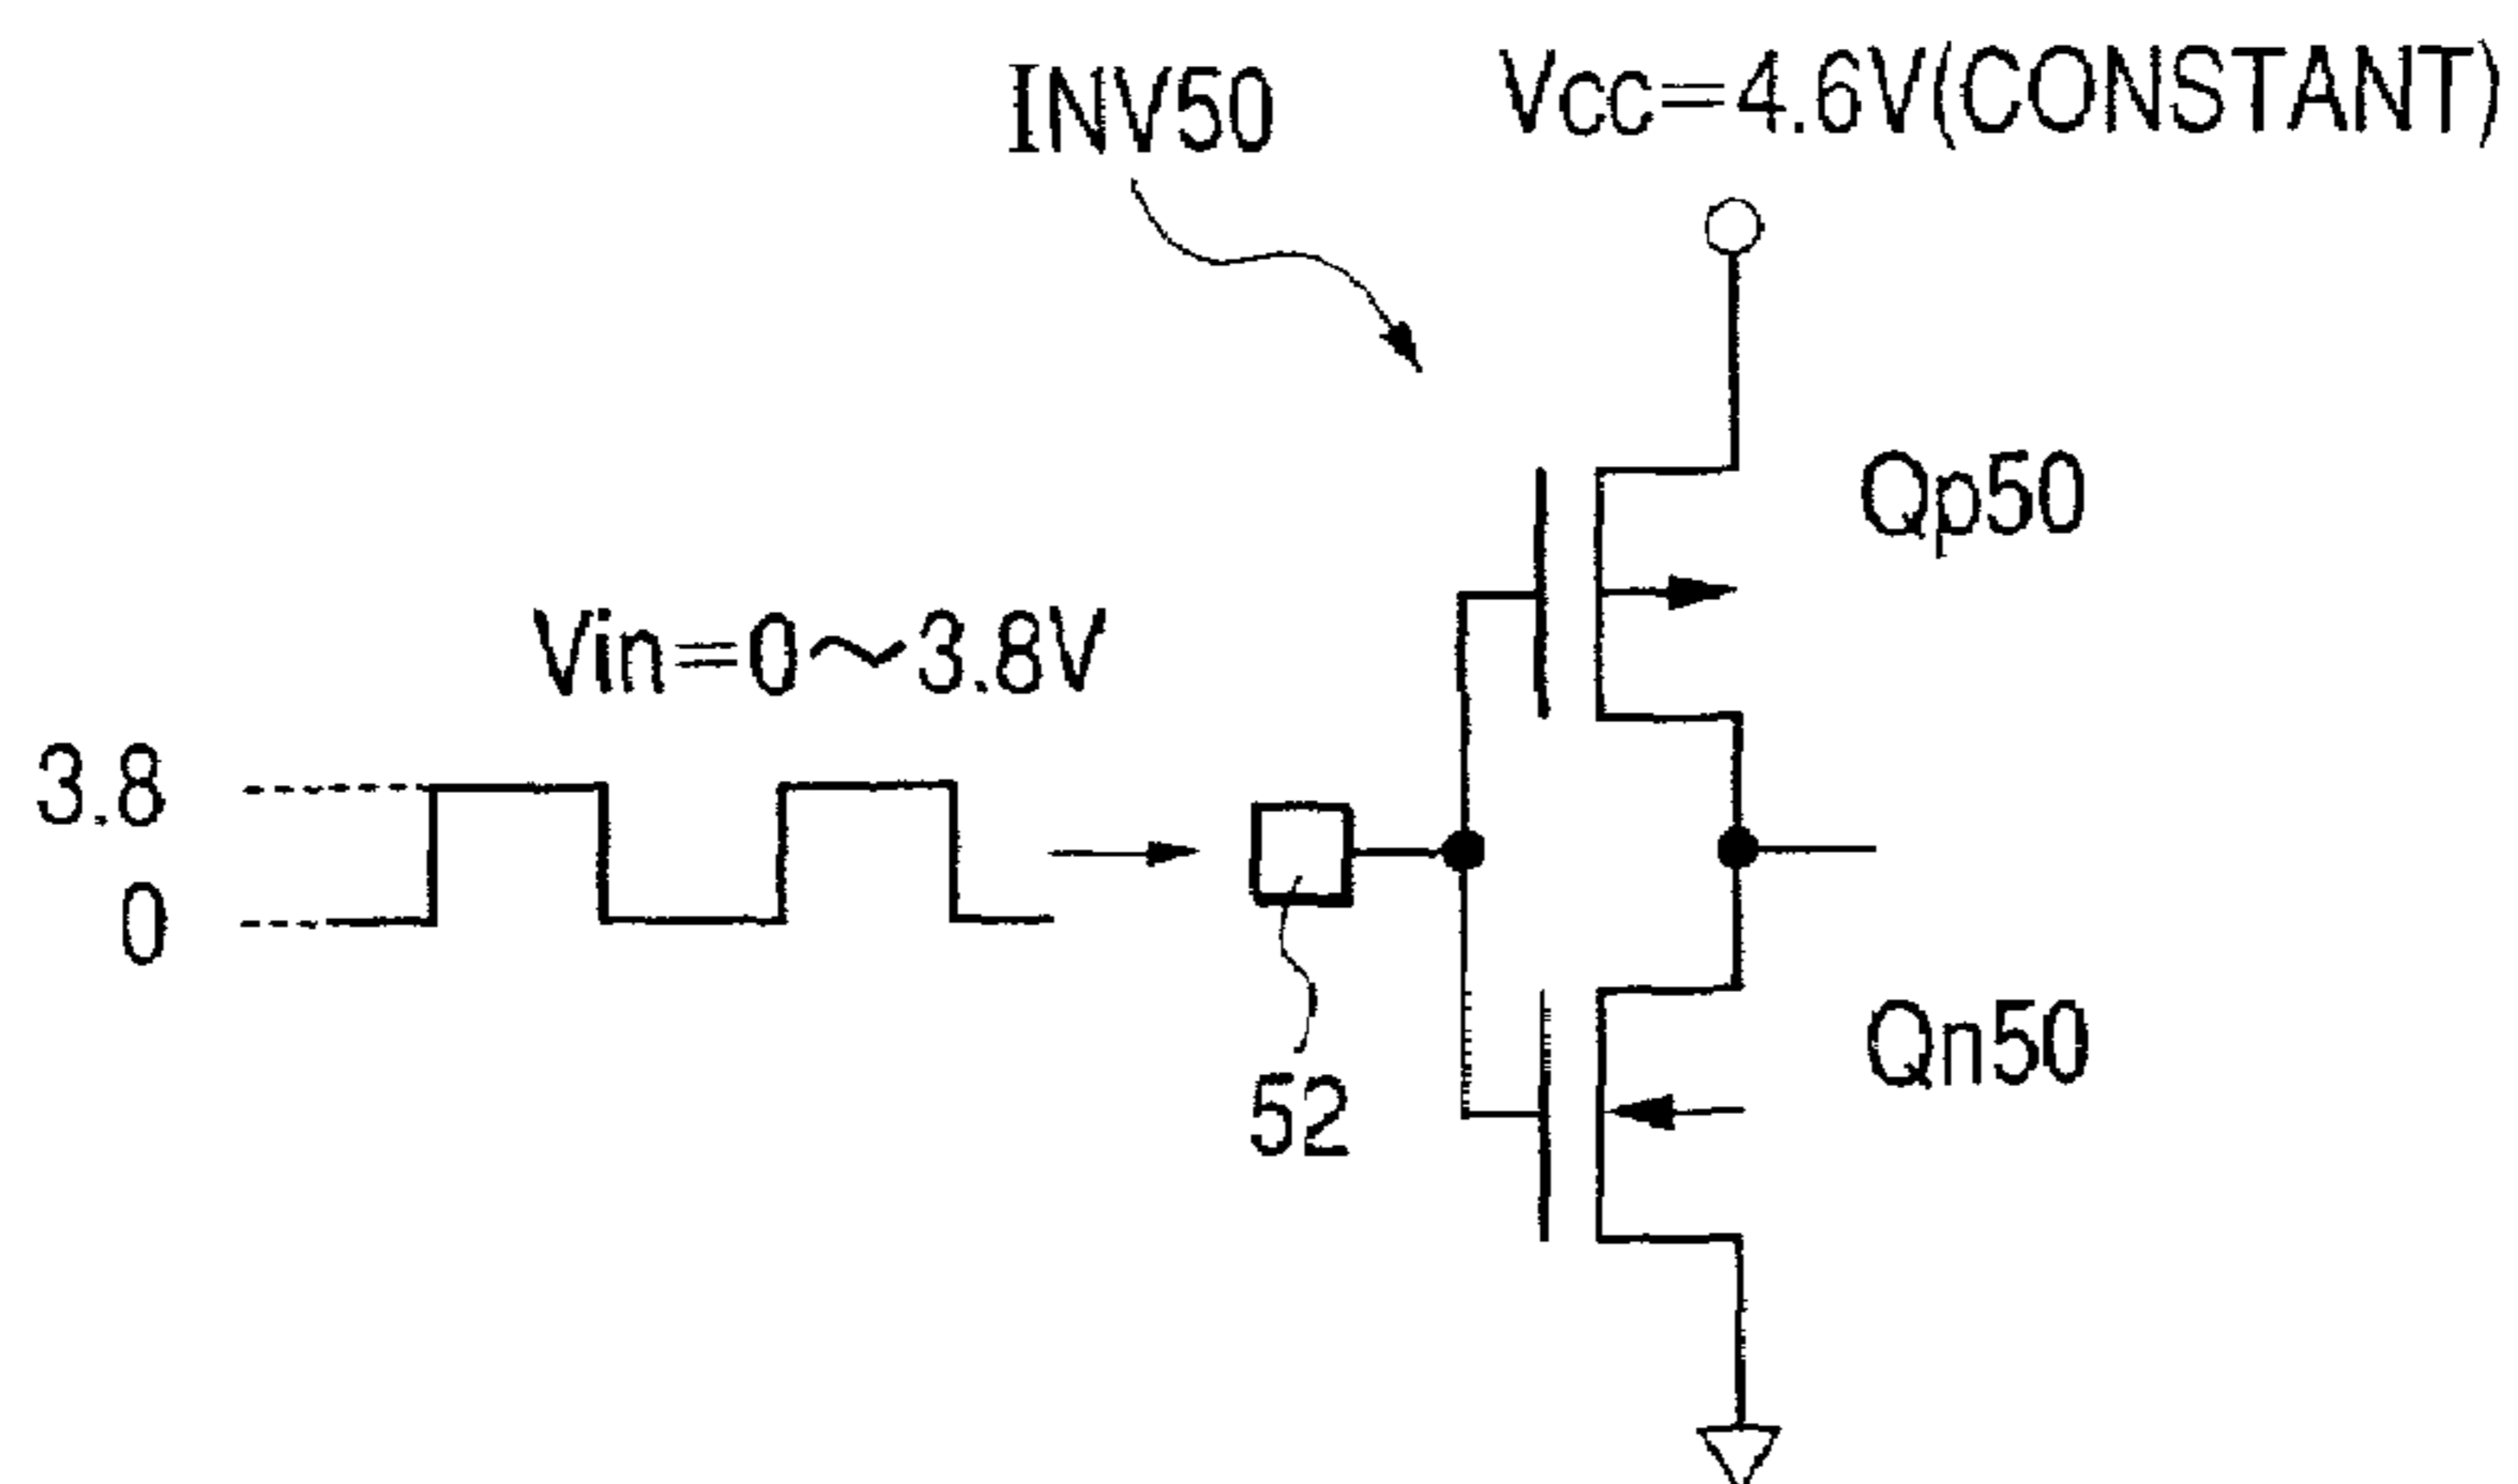 INV50
Vcc=4.6V(CONSTANT)
Qp50
Vin=0～3.8V
3.8
0
52
Qn50